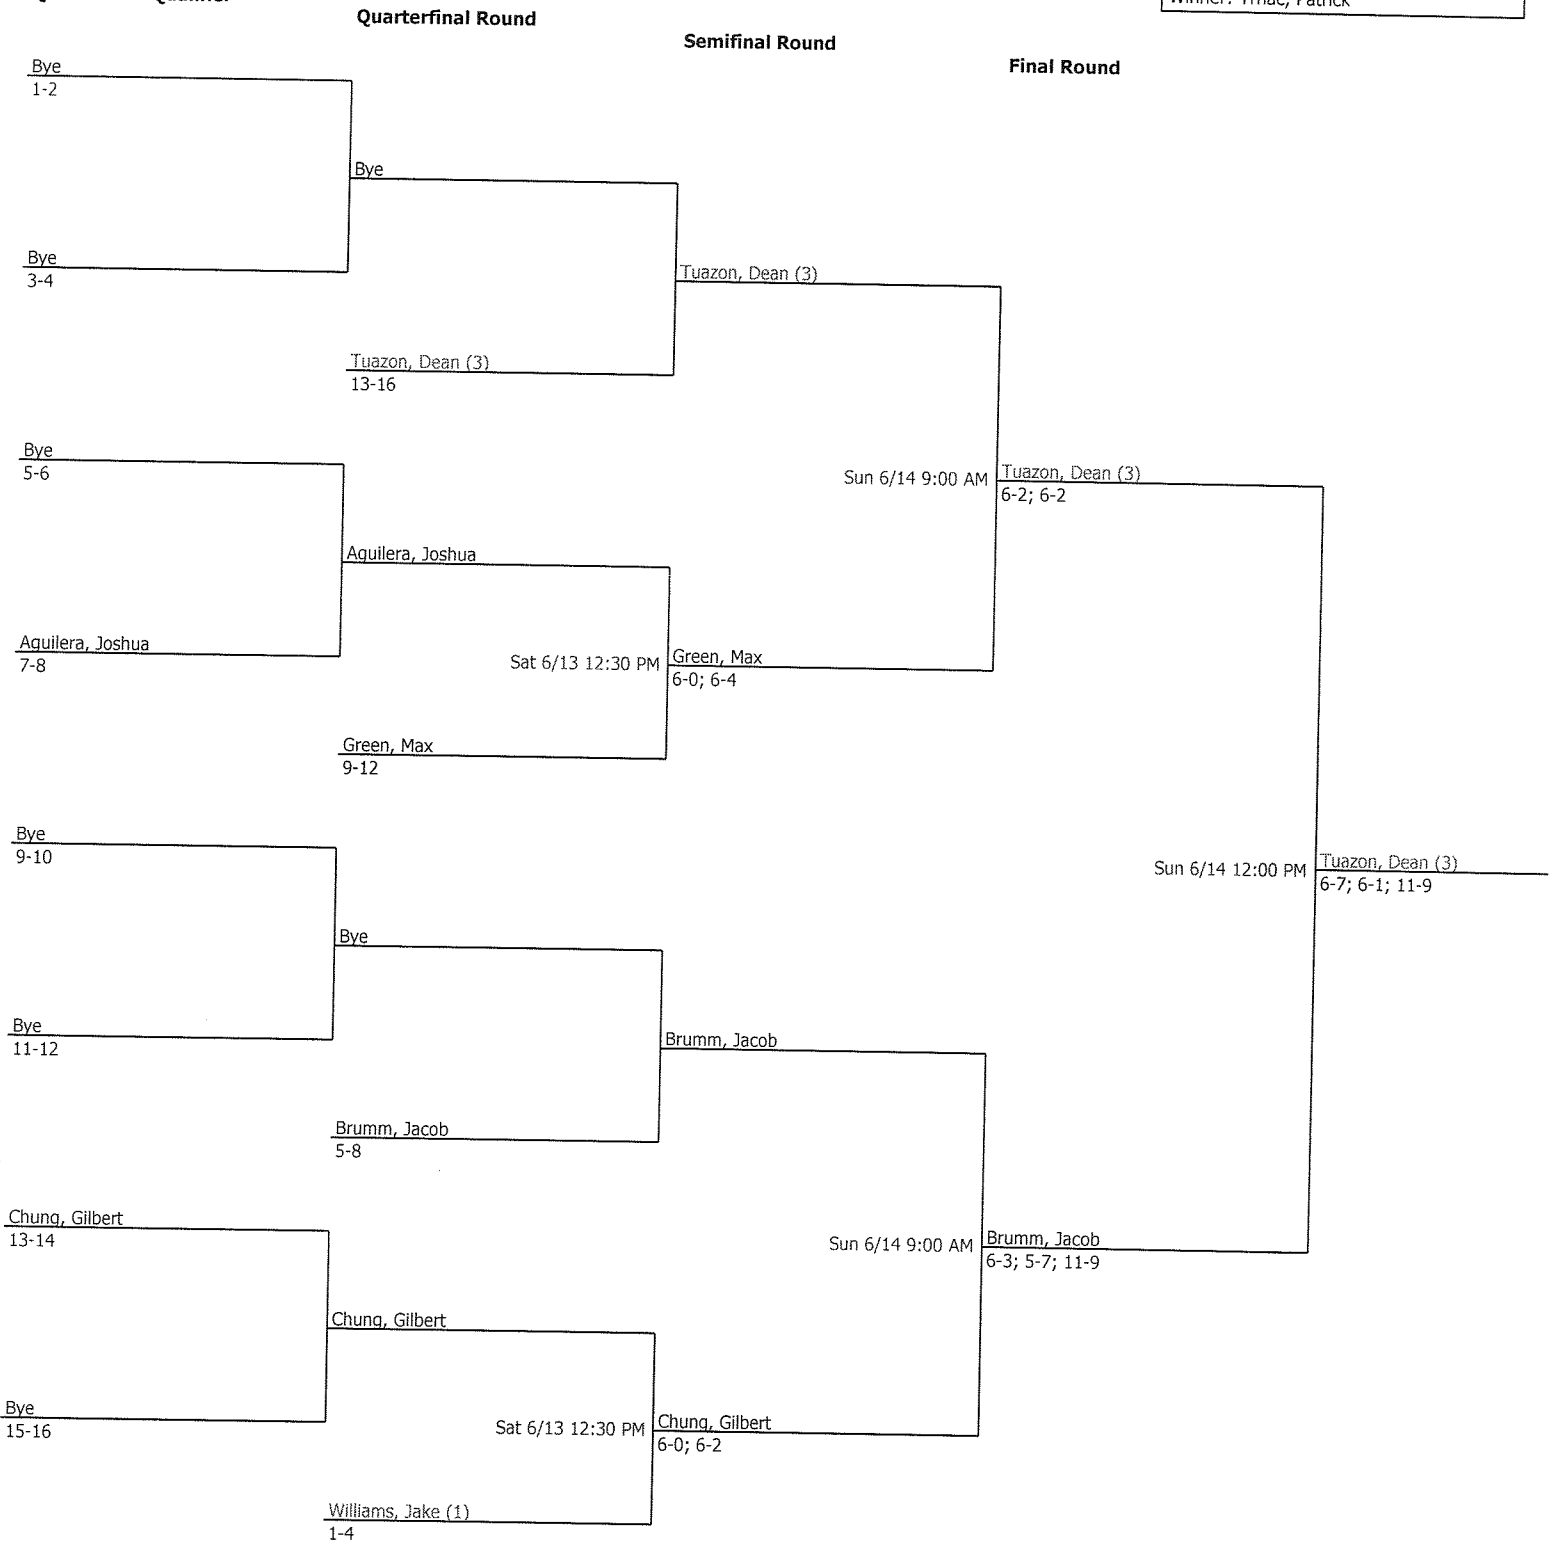 Quarterfinal Round
Semifinal Round
Final Round
Bye
1-2
Bye
Bye
3-4
Tuazon, Dean (3)
Tuazon, Dean (3)
13-16
Bye
5-6
Sun 6/14 9:00 AM
Tuazon, Dean (3)
6-2; 6-2
Aguilera, Joshua
Aguilera, Joshua
7-8
Sat 6/13 12:30 PM
Green, Max
6-0; 6-4
Green, Max
9-12
Bye
9-10
Sun 6/14 12:00 PM
Tuazon, Dean (3)
6-7; 6-1; 11-9
Bye
Bye
11-12
Brumm, Jacob
Brumm, Jacob
5-8
Chung, Gilbert
13-14
Sun 6/14 9:00 AM
Brumm, Jacob
6-3; 5-7; 11-9
Chung, Gilbert
Bye
15-16
Sat 6/13 12:30 PM
Chung, Gilbert
6-0; 6-2
Williams, Jake (1)
1-4